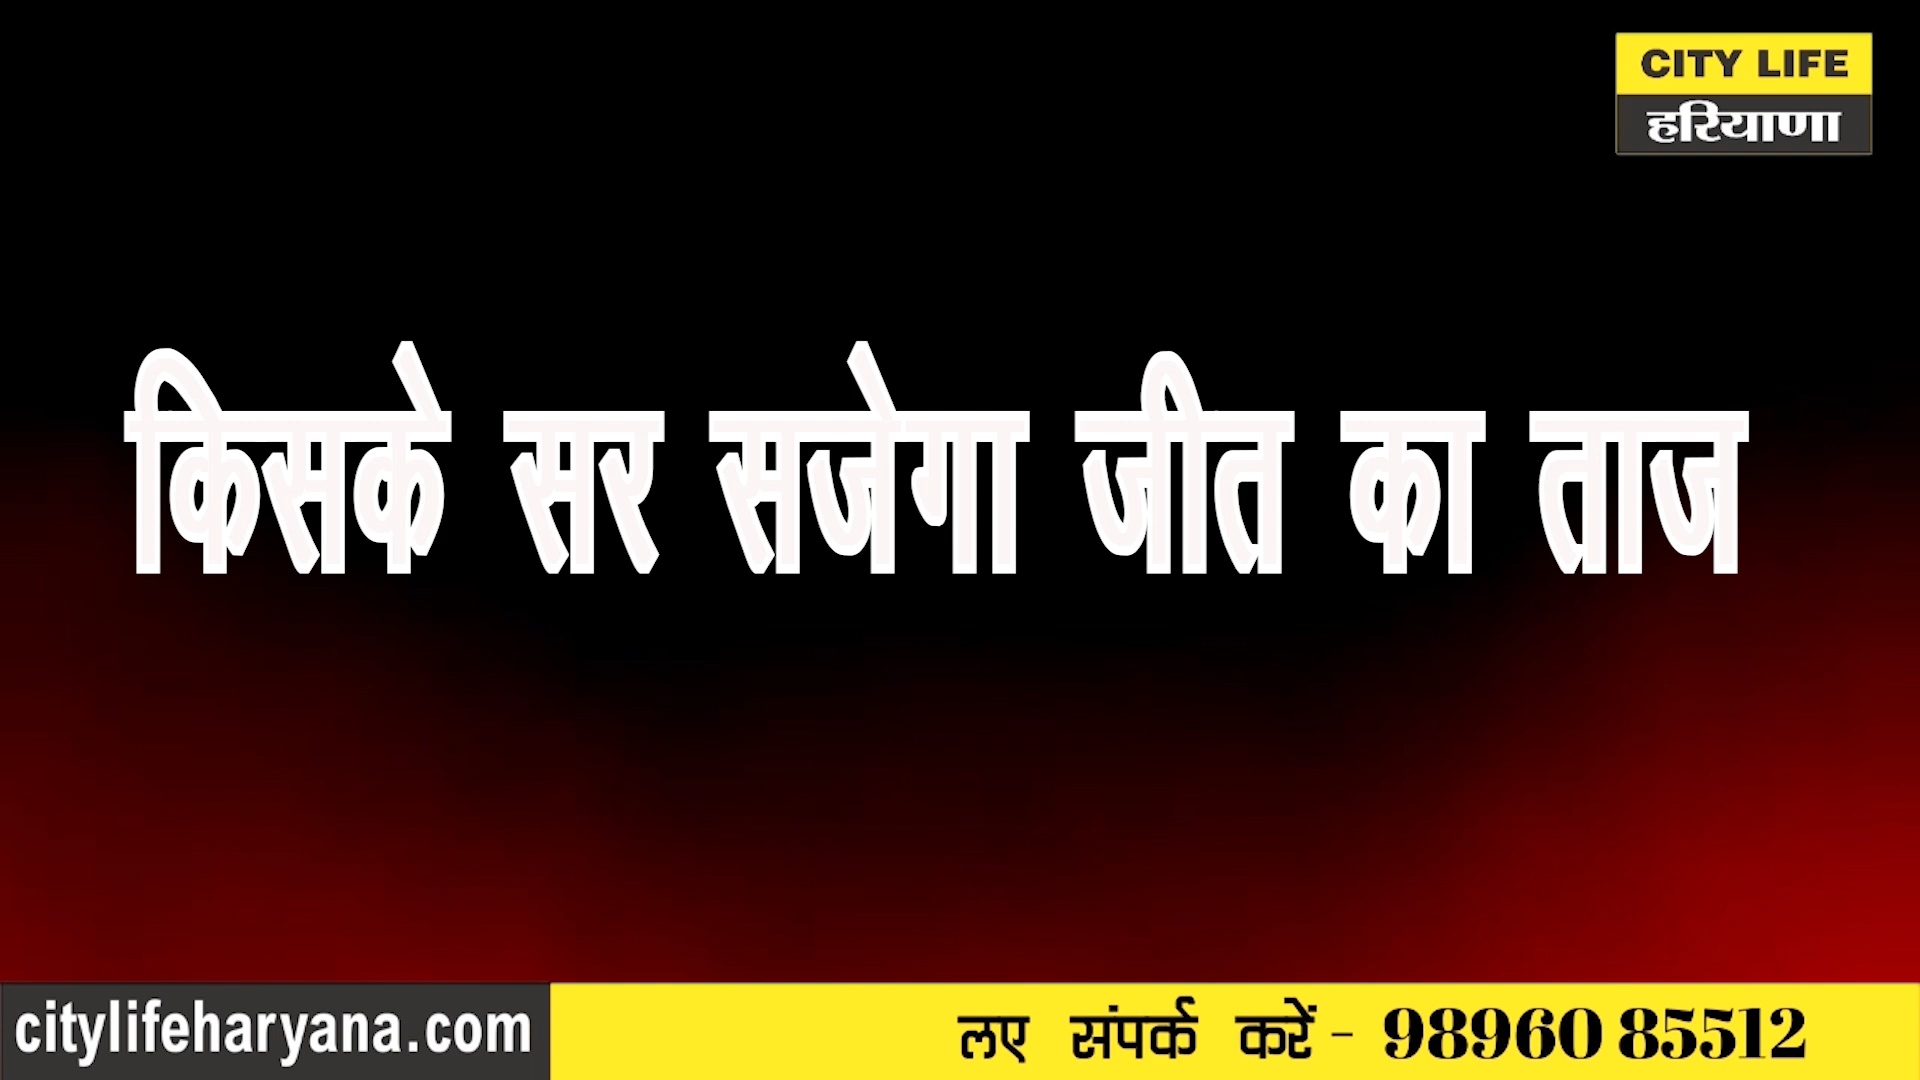 CITY LIFE
हरियाणा
किसके सर सजेगा जीत का ताज
citylifeharyana.com
लए संपर्क करें - 98960 85512